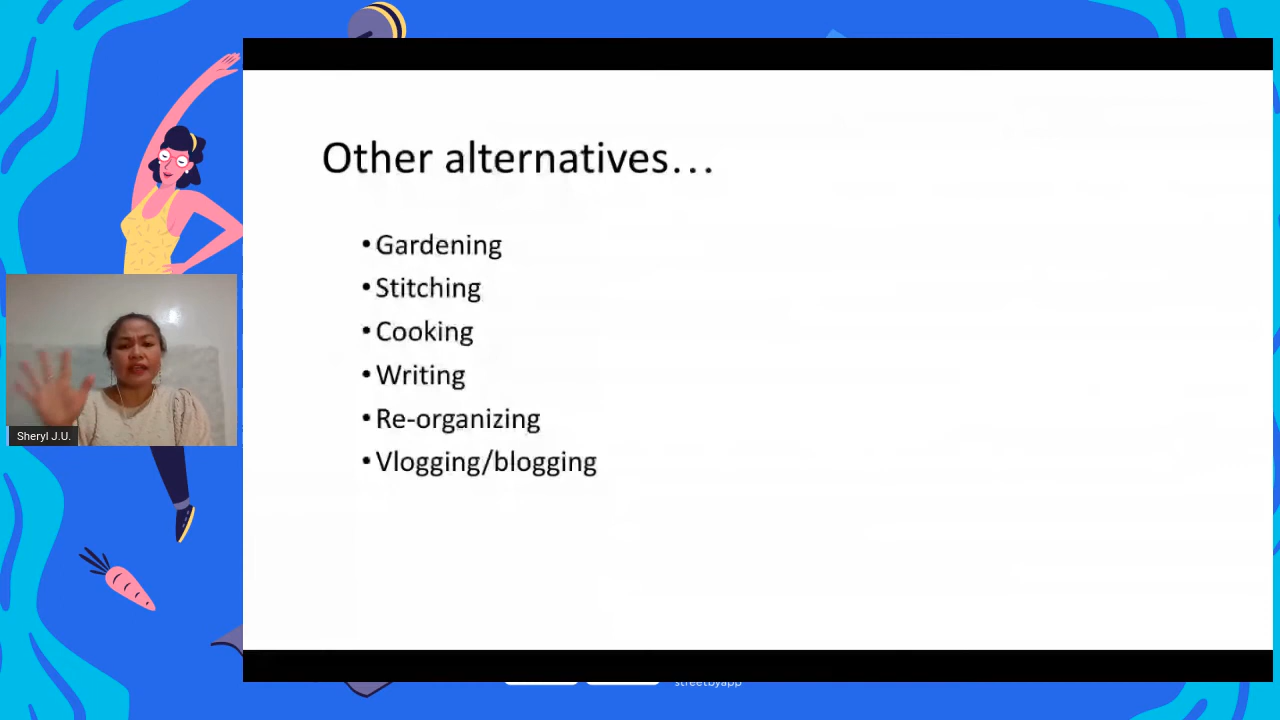 Other alternatives…
• Gardening
• Stitching
• Cooking
• Writing
• Re-organizing
• Vlogging/blogging
Sheryl J.U.
streetbyapp